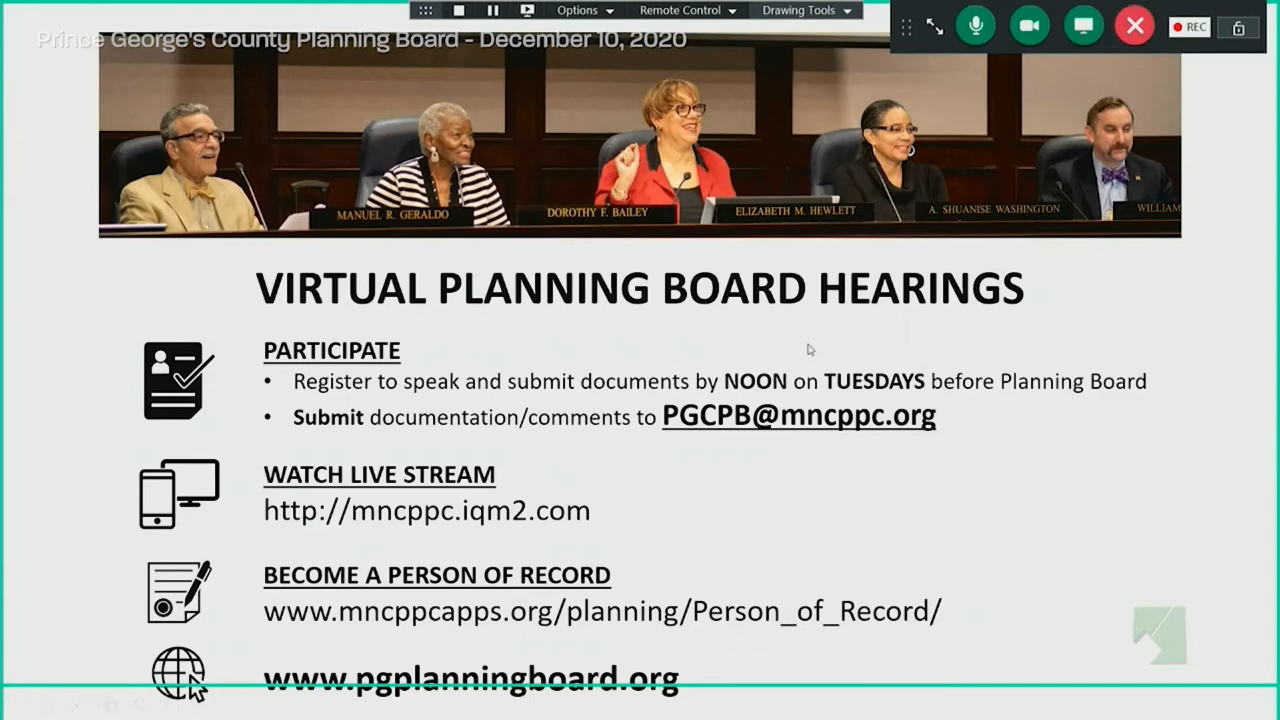 Options
Remote Control
Drawing Tools
REC
Prince George's County Planning Board - December 10, 2020
MANUEL R. GERALDO
DOROTHY F. BAILEY
ELIZABETH M. HEWLETT
A. SHUANISE WASHINGTON
WILLIAM
VIRTUAL PLANNING BOARD HEARINGS
PARTICIPATE
• Register to speak and submit documents by NOON on TUESDAYS before Planning Board
• Submit documentation/comments to PGCPB@mncppc.org
WATCH LIVE STREAM
http://mncppc.iqm2.com
BECOME A PERSON OF RECORD
www.mncppcapps.org/planning/Person_of_Record/
www.pgplanningboard.org